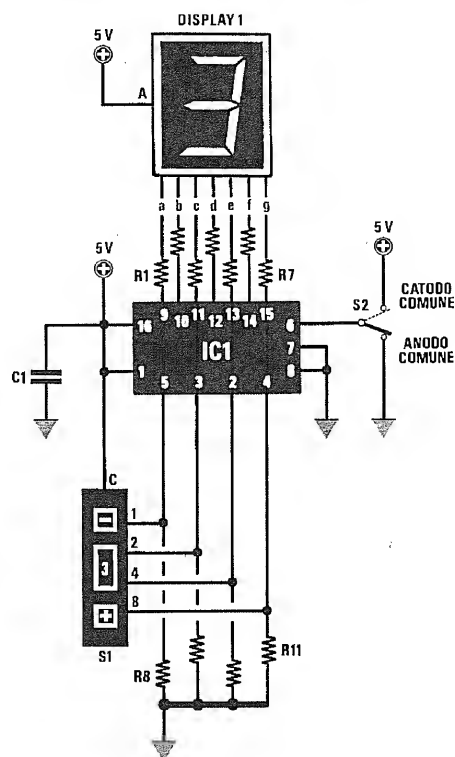 DISPLAY 1
5 V
A
a b c d e f g
R1 R7
5 V
5 V
CATODO COMUNE
S2
ANODO COMUNE
9 10 11 12 13 14 15
16 6
IC1
7
1 8
5 3 2 4
C1
C
1
2
3
4
8
S1
R8 R11